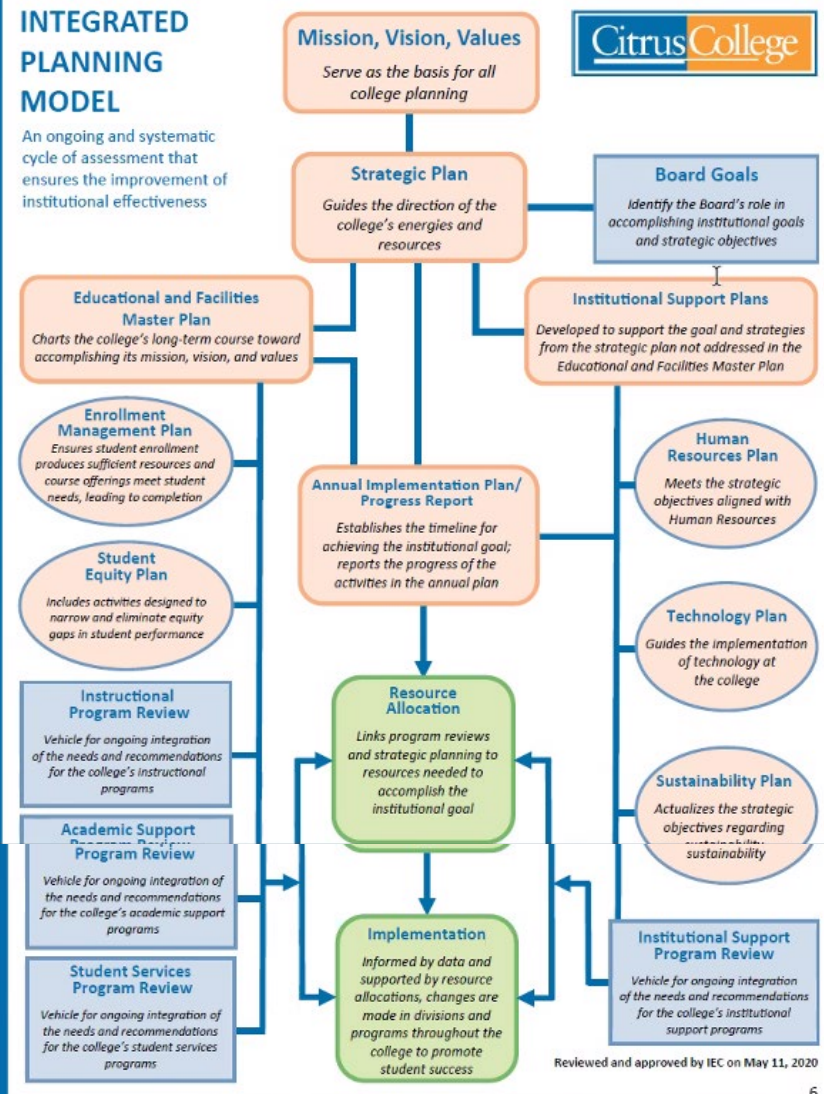 INTEGRATED
PLANNING
MODEL
An ongoing and systematic
cycle of assessment that
ensures the improvement of
institutional effectiveness
Mission, Vision, Values
Serve as the basis for all
college planning
Citrus College
Strategic Plan
Guides the direction of the
college's energies and
resources
Board Goals
Identify the Board's role in
accomplishing institutional goals
and strategic objectives
Educational and Facilities
Master Plan
Charts the college's long-term course toward
accomplishing its mission, vision, and values
Institutional Support Plans
Developed to support the goal and strategies
from the strategic plan not addressed in the
Educational and Facilities Master Plan
Enrollment
Management Plan
Ensures student enrollment
produces sufficient resources and
course offerings meet student
needs, leading to completion
Student
Equity Plan
Includes activities designed to
narrow and eliminate equity
gaps in student performance
Instructional
Program Review
Vehicle for ongoing integration
of the needs and recommendations
for the college's instructional
programs
Academic Support
Program Review
Program Review
Vehicle for ongoing integration of
the needs and recommendations
for the college's academic support
programs
Student Services
Program Review
Vehicle for ongoing integration of
the needs and recommendations
for the college's student services
programs
Annual Implementation Plan/
Progress Report
Establishes the timeline for
achieving the institutional goal;
reports the progress of the
activities in the annual plan
Resource
Allocation
Links program reviews
and strategic planning to
resources needed to
accomplish the
institutional goal
Implementation
Informed by data and
supported by resource
allocations, changes are
made in divisions and
programs throughout the
college to promote
student success
Human
Resources Plan
Meets the strategic
objectives aligned with
Human Resources
Technology Plan
Guides the implementation
of technology at
the college
Sustainability Plan
Actualizes the strategic
objectives regarding
sustainability
sustainability
Institutional Support
Program Review
Vehicle for ongoing integration
of the needs and recommendations
for the college's institutional
support programs
Reviewed and approved by IEC on May 11, 2020
6